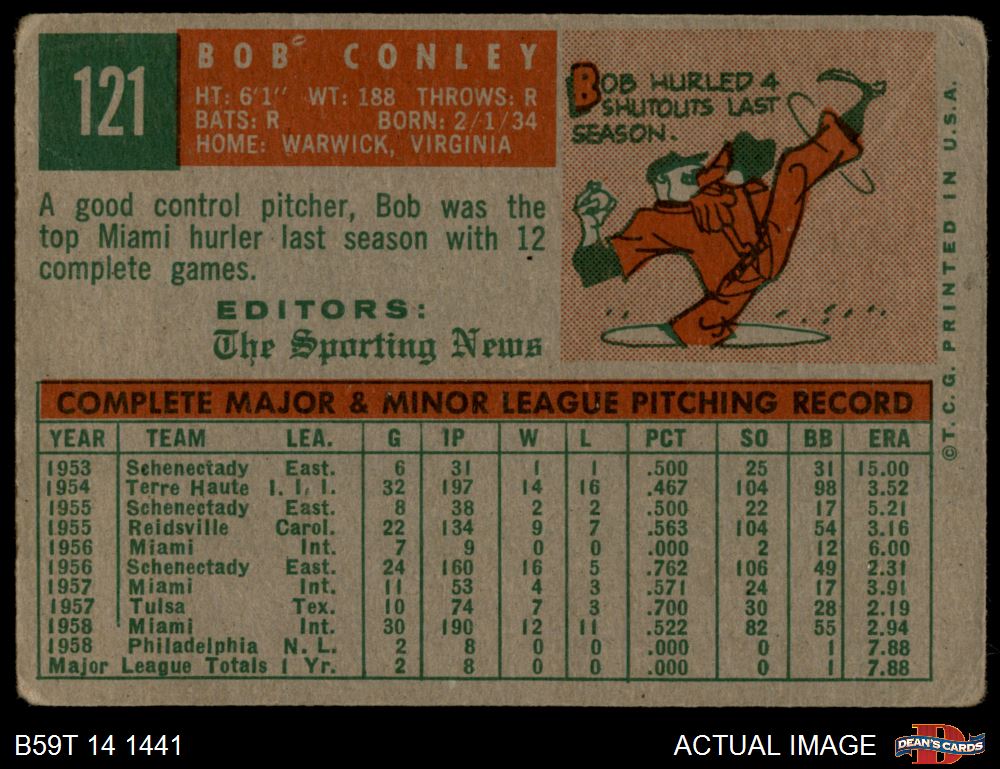 121
BOB CONLEY
HT: 6'1" WT: 188 THROWS: R
BATS: R BORN: 2/1/34
HOME: WARWICK, VIRGINIA
A good control pitcher, Bob was the
top Miami hurler last season with 12
complete games.
EDITORS:
The Sporting News
BOB HURLED 4
SHUTOUTS LAST
SEASON.
COMPLETE MAJOR & MINOR LEAGUE PITCHING RECORD
YEAR TEAM LEA. G IP W L PCT SO BB ERA
1953 Schenectady East. 6 31 1 1 .500 25 31 15.00
1954 Terre Haute I. I. I. 32 197 14 16 .467 104 98 3.52
1955 Schenectady East. 8 38 2 2 .500 22 17 5.21
1955 Reidsville Carol. 22 134 9 7 .563 104 54 3.16
1956 Miami Int. 7 9 0 0 .000 2 12 6.00
1956 Schenectady East. 24 160 16 5 .762 106 49 2.31
1957 Miami Int. 11 53 4 3 .571 24 17 3.91
1957 Tulsa Tex. 10 74 7 3 .700 30 28 2.19
1958 Miami Int. 30 190 12 11 .522 82 55 2.94
1958 Philadelphia N. L. 2 8 0 0 .000 0 1 7.88
Major League Totals 1 Yr. 2 8 0 0 .000 0 1 7.88
© T. C. G. PRINTED IN U.S.A.
B59T 14 1441
ACTUAL IMAGE
D
DEAN'S CARDS